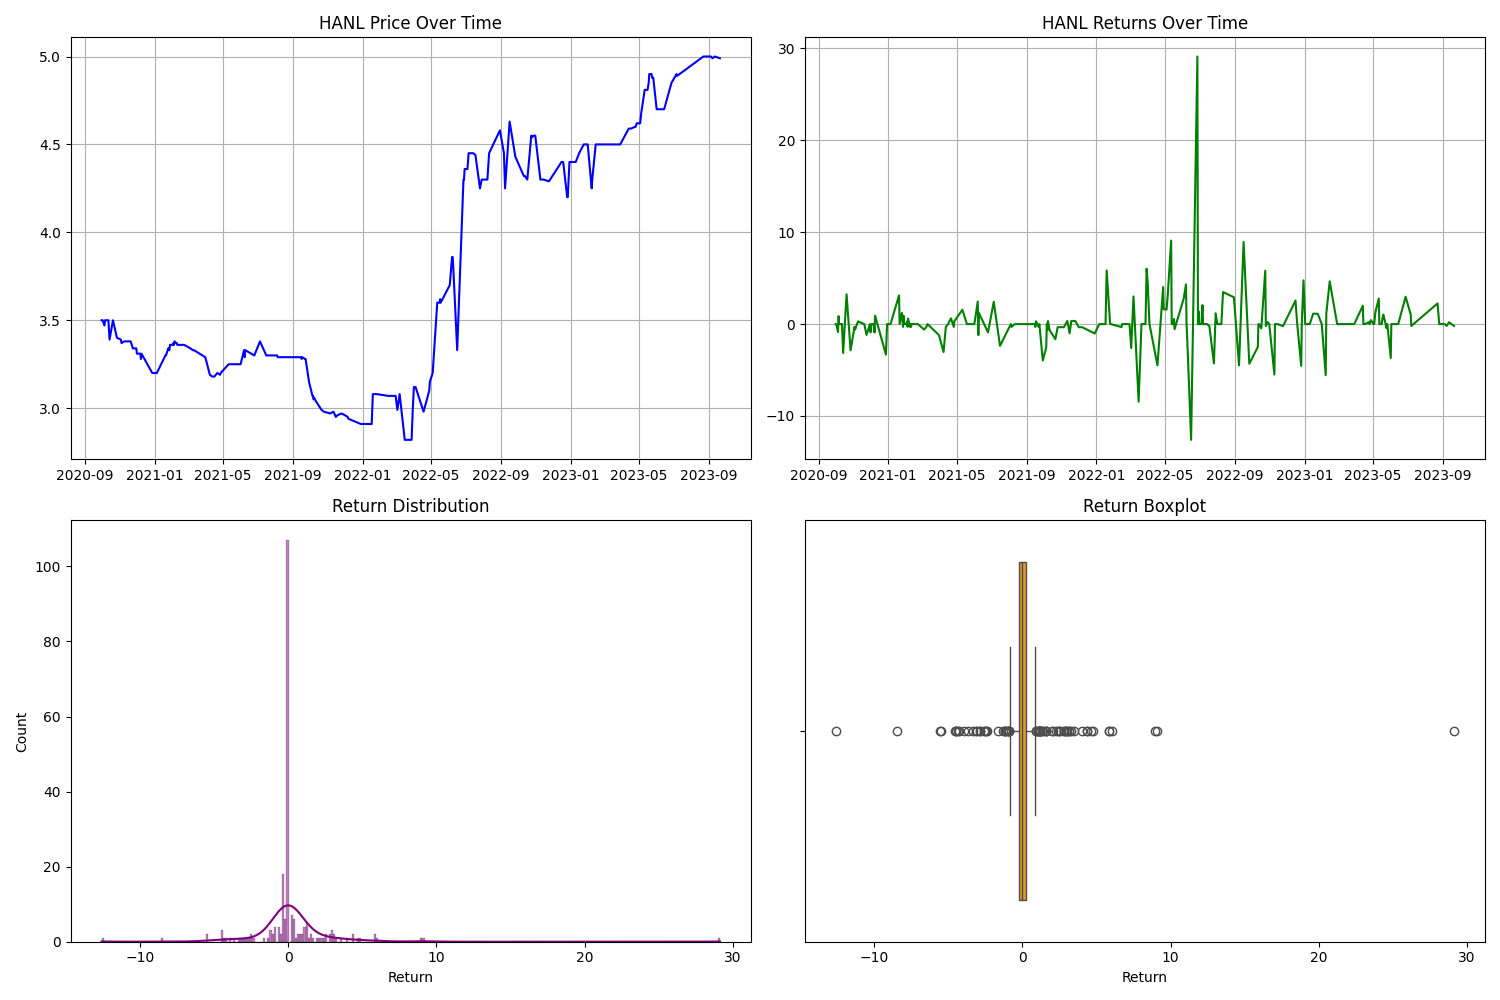 HANL Price Over Time
5.0
4.5
4.0
3.5
3.0
2020-09 2021-01 2021-05 2021-09 2022-01 2022-05 2022-09 2023-01 2023-05 2023-09
HANL Returns Over Time
30
20
10
0
−10
2020-09 2021-01 2021-05 2021-09 2022-01 2022-05 2022-09 2023-01 2023-05 2023-09
Return Distribution
Count
100
80
60
40
20
0
−10 0 10 20 30
Return
Return Boxplot
−10 0 10 20 30
Return